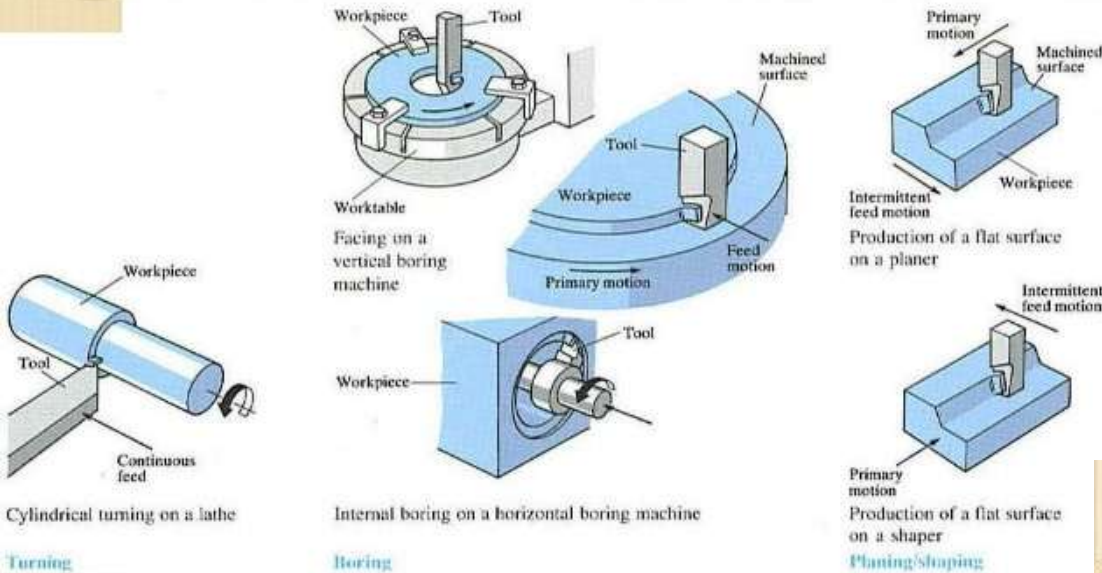 Workpiece
Tool
Worktable
Facing on a
vertical boring
machine
Machined
surface
Tool
Workpiece
Feed
motion
Primary motion
Primary
motion
Machined
surface
Workpiece
Intermittent
feed motion
Production of a flat surface
on a planer
Workpiece
Tool
Continuous
feed
Cylindrical turning on a lathe
Turning
Tool
Workpiece
Internal boring on a horizontal boring machine
Boring
Intermittent
feed motion
Primary
motion
Production of a flat surface
on a shaper
Planing/shaping